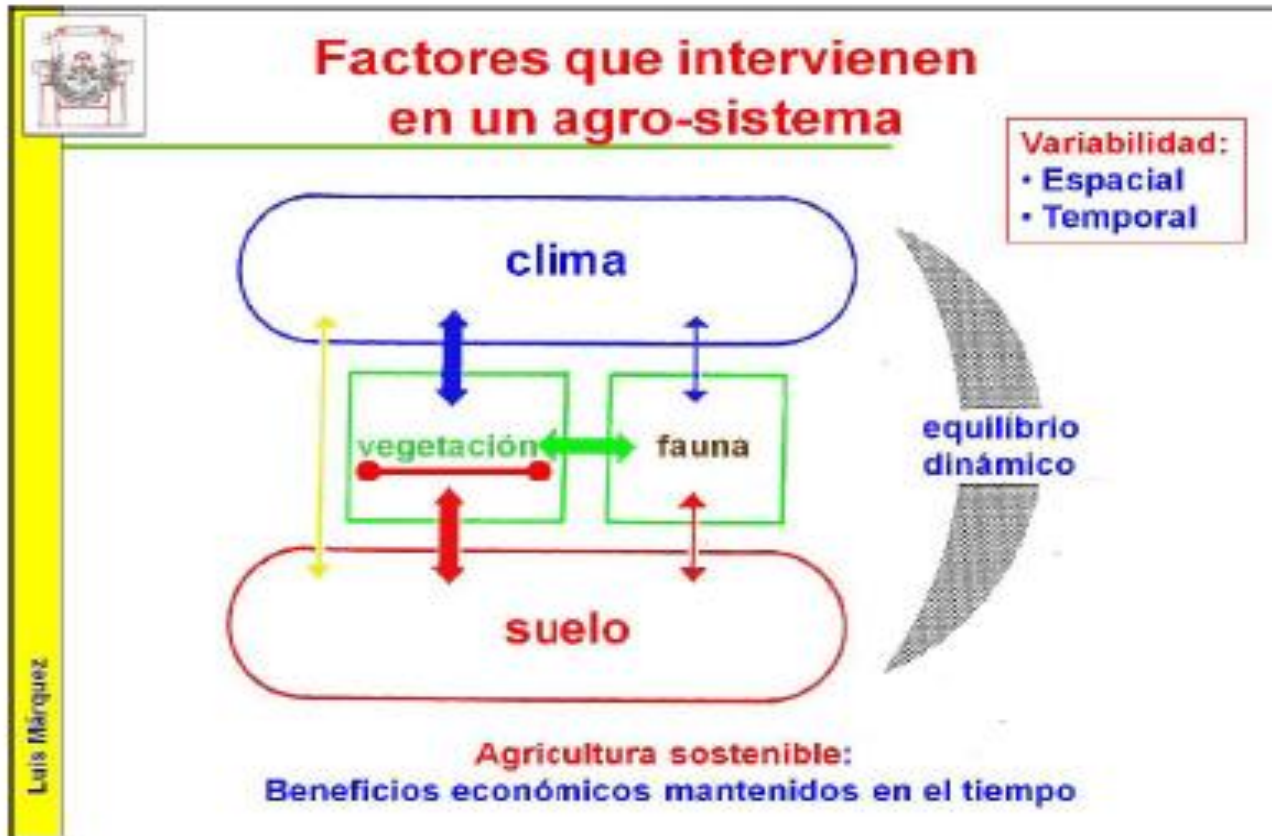 Factores que intervienen
en un agro-sistema
Variabilidad:
• Espacial
• Temporal
clima
vegetación
fauna
equilibrio
dinámico
suelo
Luis Márquez
Agricultura sostenible:
Beneficios económicos mantenidos en el tiempo